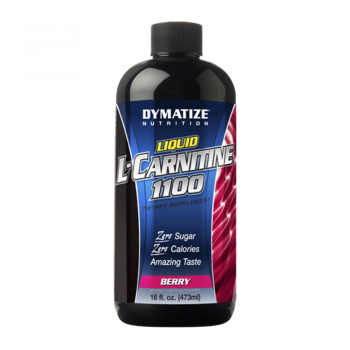 DYMATIZE
NUTRITION
LIQUID
L-CARNITINE
1100
DIETARY SUPPLEMENT
Zero Sugar
Zero Calories
Amazing Taste
BERRY
16 fl. oz. (473ml)